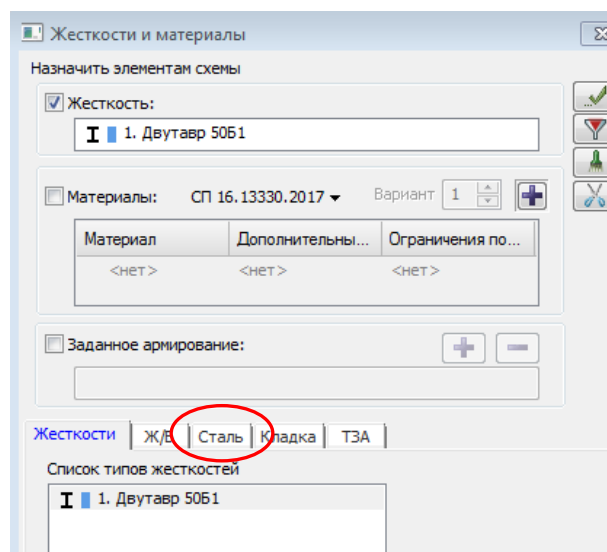 Жесткости и материалы
Назначить элементам схемы
Жесткость:
1. Двутавр 50Б1
Материалы: СП 16.13330.2017 Вариант 1
Материал Дополнительны... Ограничения по...
<нет> <нет> <нет>
Заданное армирование:
Жесткости Ж/Б Сталь Кладка ТЗА
Список типов жесткостей
1. Двутавр 50Б1